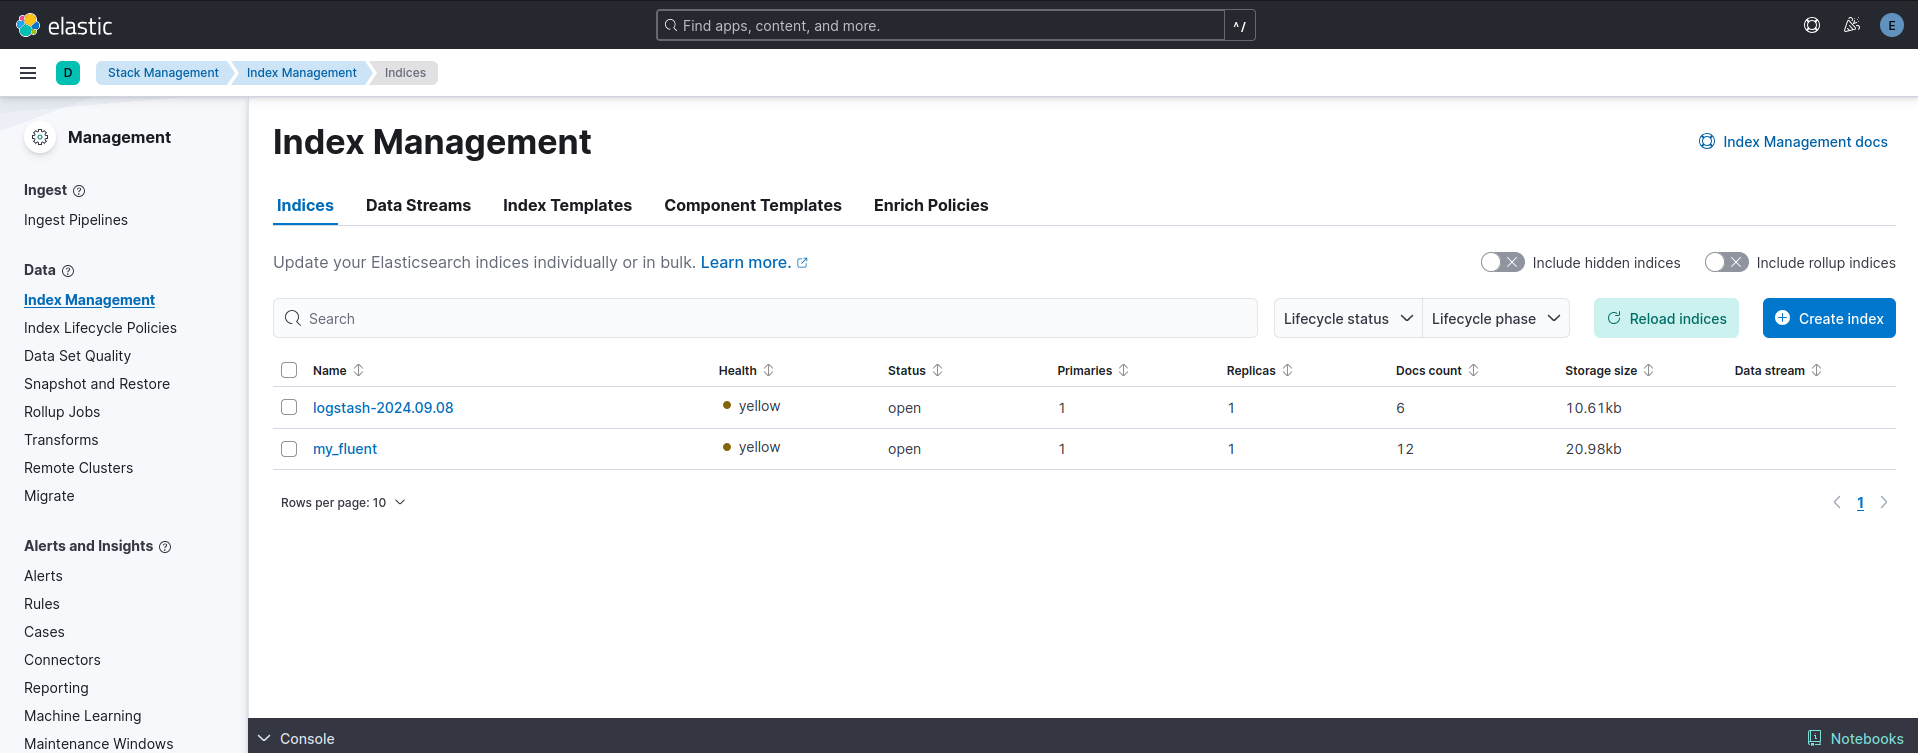 elastic
Find apps, content, and more.
^/
E
D
Stack Management
Index Management
Indices
Management
Ingest
Ingest Pipelines
Data
Index Management
Index Lifecycle Policies
Data Set Quality
Snapshot and Restore
Rollup Jobs
Transforms
Remote Clusters
Migrate
Alerts and Insights
Alerts
Rules
Cases
Connectors
Reporting
Machine Learning
Maintenance Windows
Index Management
Index Management docs
Indices Data Streams Index Templates Component Templates Enrich Policies
Update your Elasticsearch indices individually or in bulk. Learn more.
Include hidden indices Include rollup indices
Search
Lifecycle status Lifecycle phase Reload indices Create index
Name Health Status Primaries Replicas Docs count Storage size Data stream
logstash-2024.09.08 yellow open 1 1 6 10.61kb
my_fluent yellow open 1 1 12 20.98kb
Rows per page: 10
1
Console
Notebooks